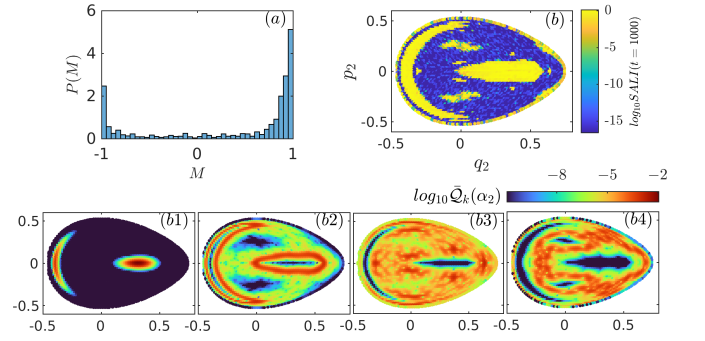 (a)
6
4
2
0
P(M)
-1 0 1
M
(b)
0.5
0
-0.5
p₂
-0.5 0 0.5
q₂
0
-5
-10
-15
log₁₀SALI(t = 1000)
log₁₀Q̄ₖ(α₂)
-8 -5 -2
(b1) (b2) (b3) (b4)
0.5
0
-0.5
-0.5 0 0.5
-0.5 0 0.5
-0.5 0 0.5
-0.5 0 0.5